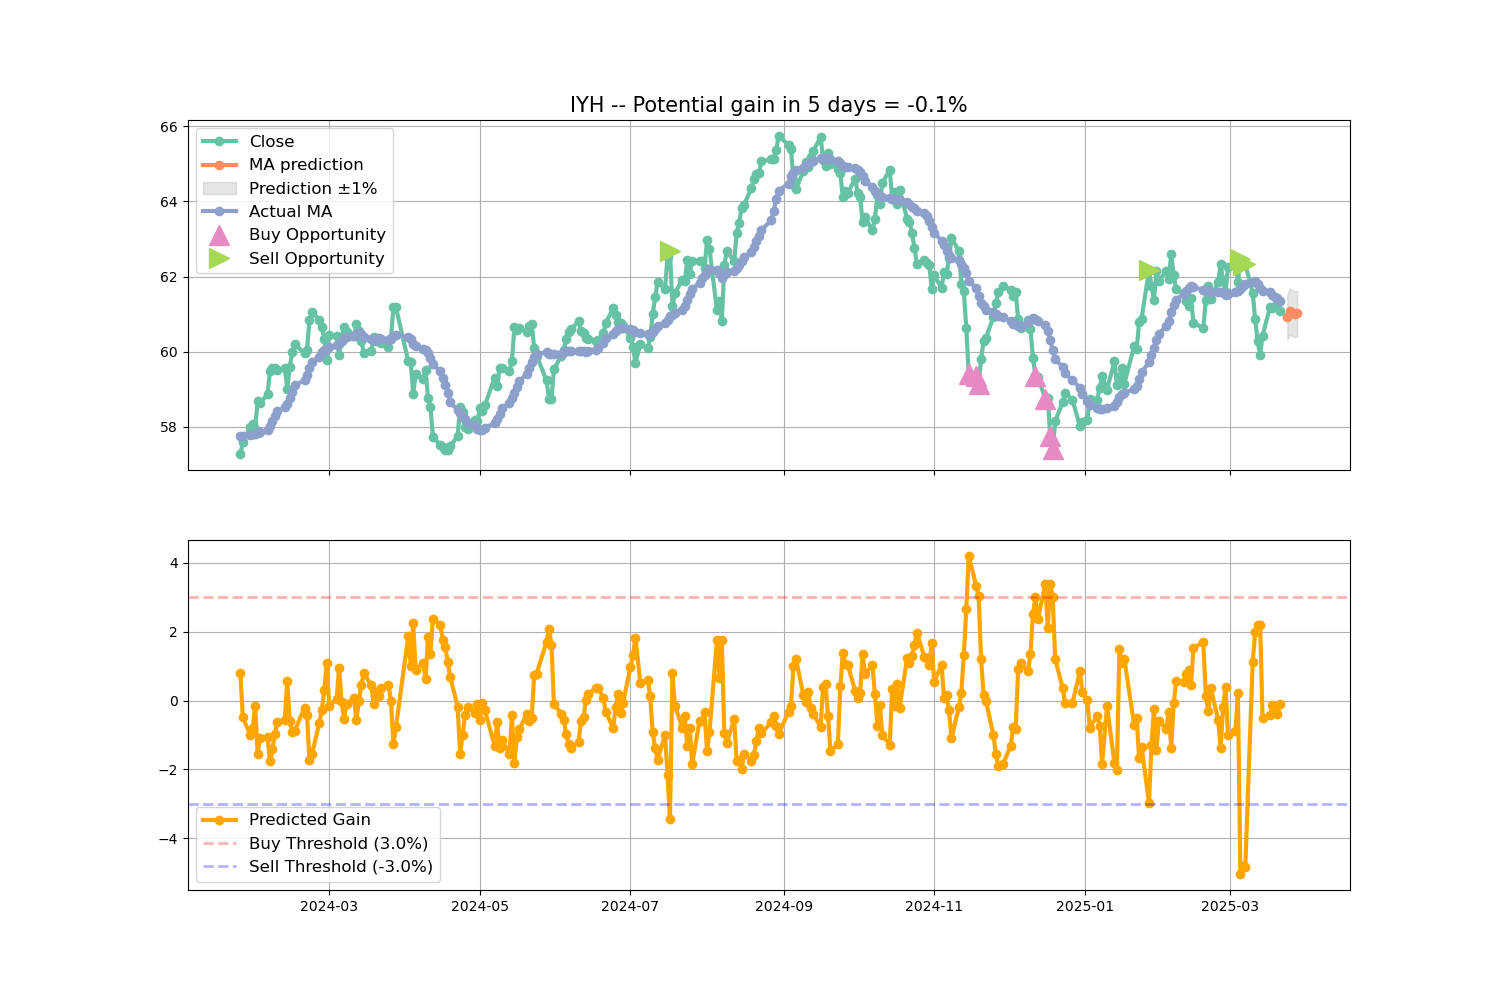 IYH -- Potential gain in 5 days = -0.1%
66
64
62
60
58
Close
MA prediction
Prediction ±1%
Actual MA
Buy Opportunity
Sell Opportunity
4
2
0
−2
−4
Predicted Gain
Buy Threshold (3.0%)
Sell Threshold (-3.0%)
2024-03
2024-05
2024-07
2024-09
2024-11
2025-01
2025-03